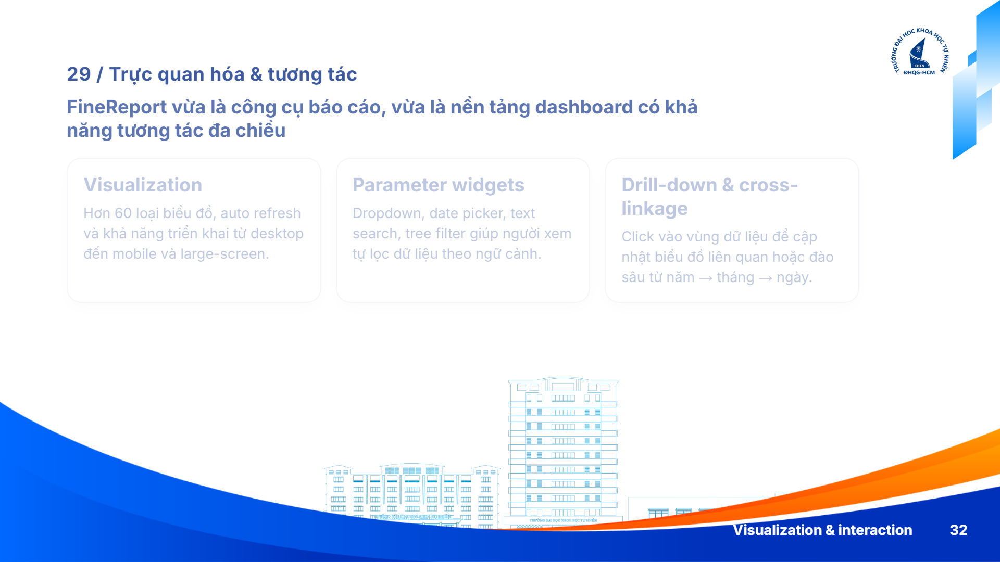 TRƯỜNG ĐẠI HỌC KHOA HỌC TỰ NHIÊN
KHTN
ĐHQG-HCM
29 / Trực quan hóa & tương tác
FineReport vừa là công cụ báo cáo, vừa là nền tảng dashboard có khả
năng tương tác đa chiều
Visualization
Hơn 60 loại biểu đồ, auto refresh
và khả năng triển khai từ desktop
đến mobile và large-screen.
Parameter widgets
Dropdown, date picker, text
search, tree filter giúp người xem
tự lọc dữ liệu theo ngữ cảnh.
Drill-down & cross-
linkage
Click vào vùng dữ liệu để cập
nhật biểu đồ liên quan hoặc đào
sâu từ năm → tháng → ngày.
TRƯỜNG ĐẠI HỌC KHOA HỌC TỰ NHIÊN
Visualization & interaction
32